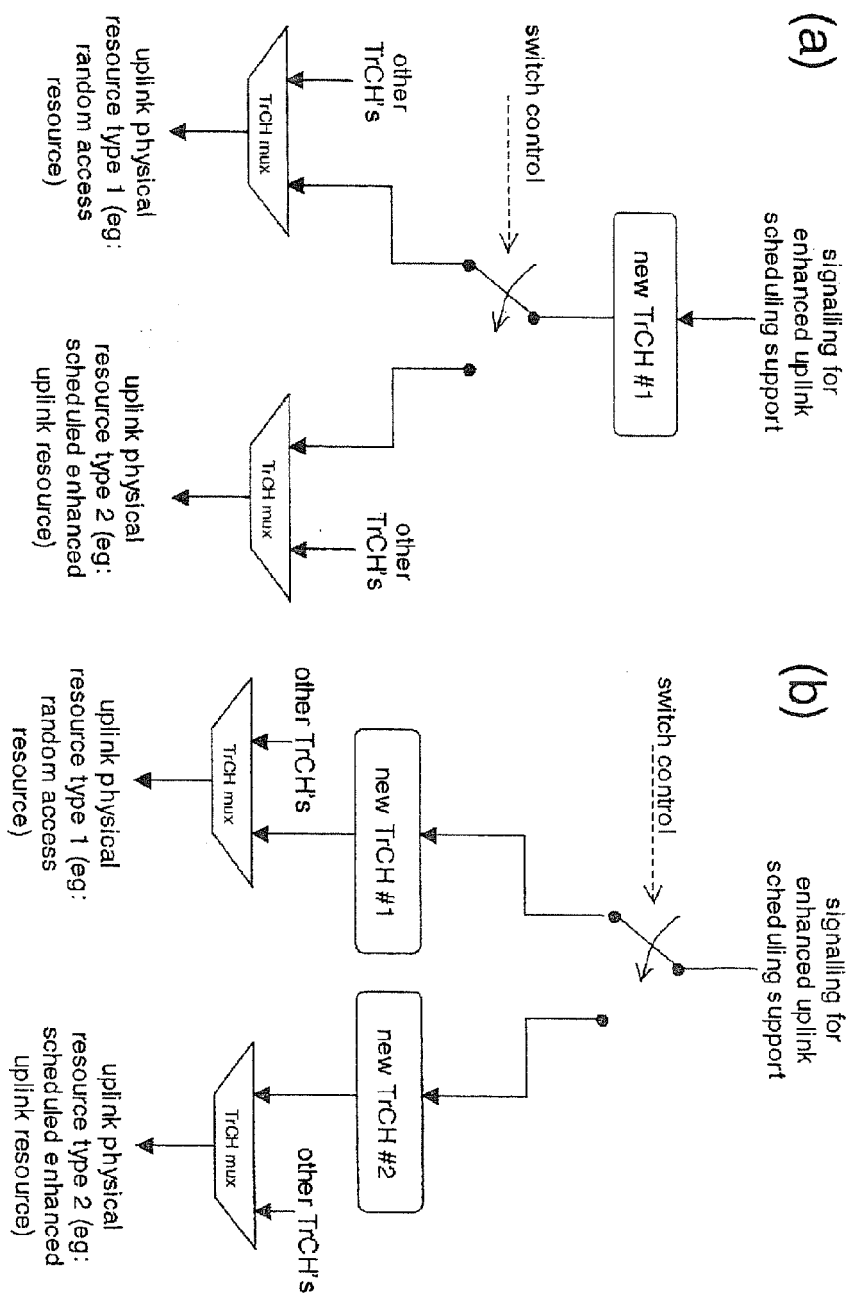 (a)
signalling for
enhanced uplink
scheduling support
new TrCH #1
switch control
other
TrCH's
other
TrCH's
TrCH mux
TrCH mux
uplink physical
resource type 1 (eg:
random access
resource)
uplink physical
resource type 2 (eg:
scheduled enhanced
uplink resource)
(b)
signalling for
enhanced uplink
scheduling support
switch control
new TrCH #1
new TrCH #2
other TrCH's
other TrCH's
TrCH mux
TrCH mux
uplink physical
resource type 1 (eg:
random access
resource)
uplink physical
resource type 2 (eg:
scheduled enhanced
uplink resource)